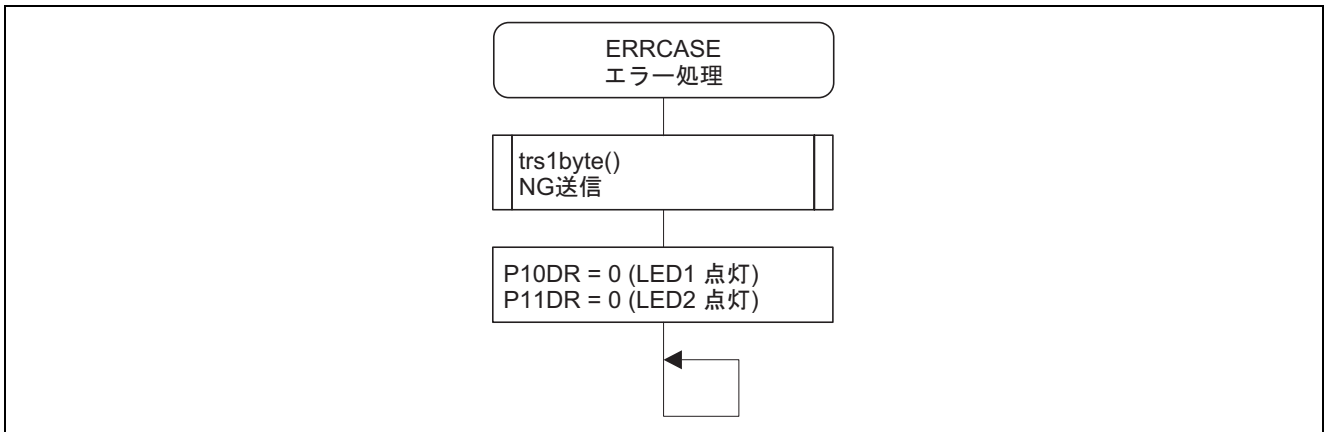 ERRCASE
エラー処理
trs1byte()
NG送信
P10DR = 0 (LED1 点灯)
P11DR = 0 (LED2 点灯)